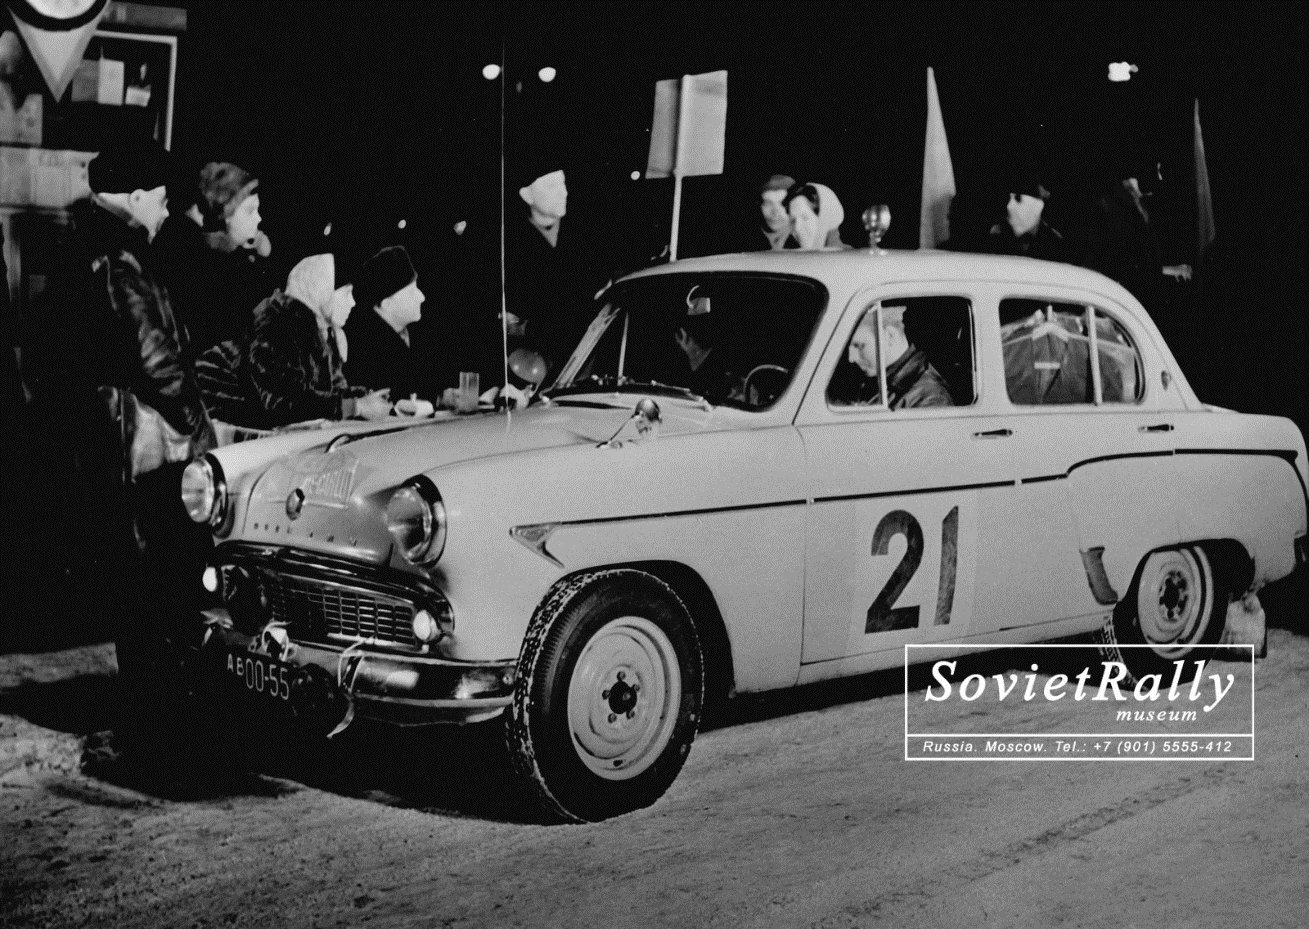 АВ 00-55
21
SovietRally
museum
Russia. Moscow. Tel.: +7 (901) 5555-412